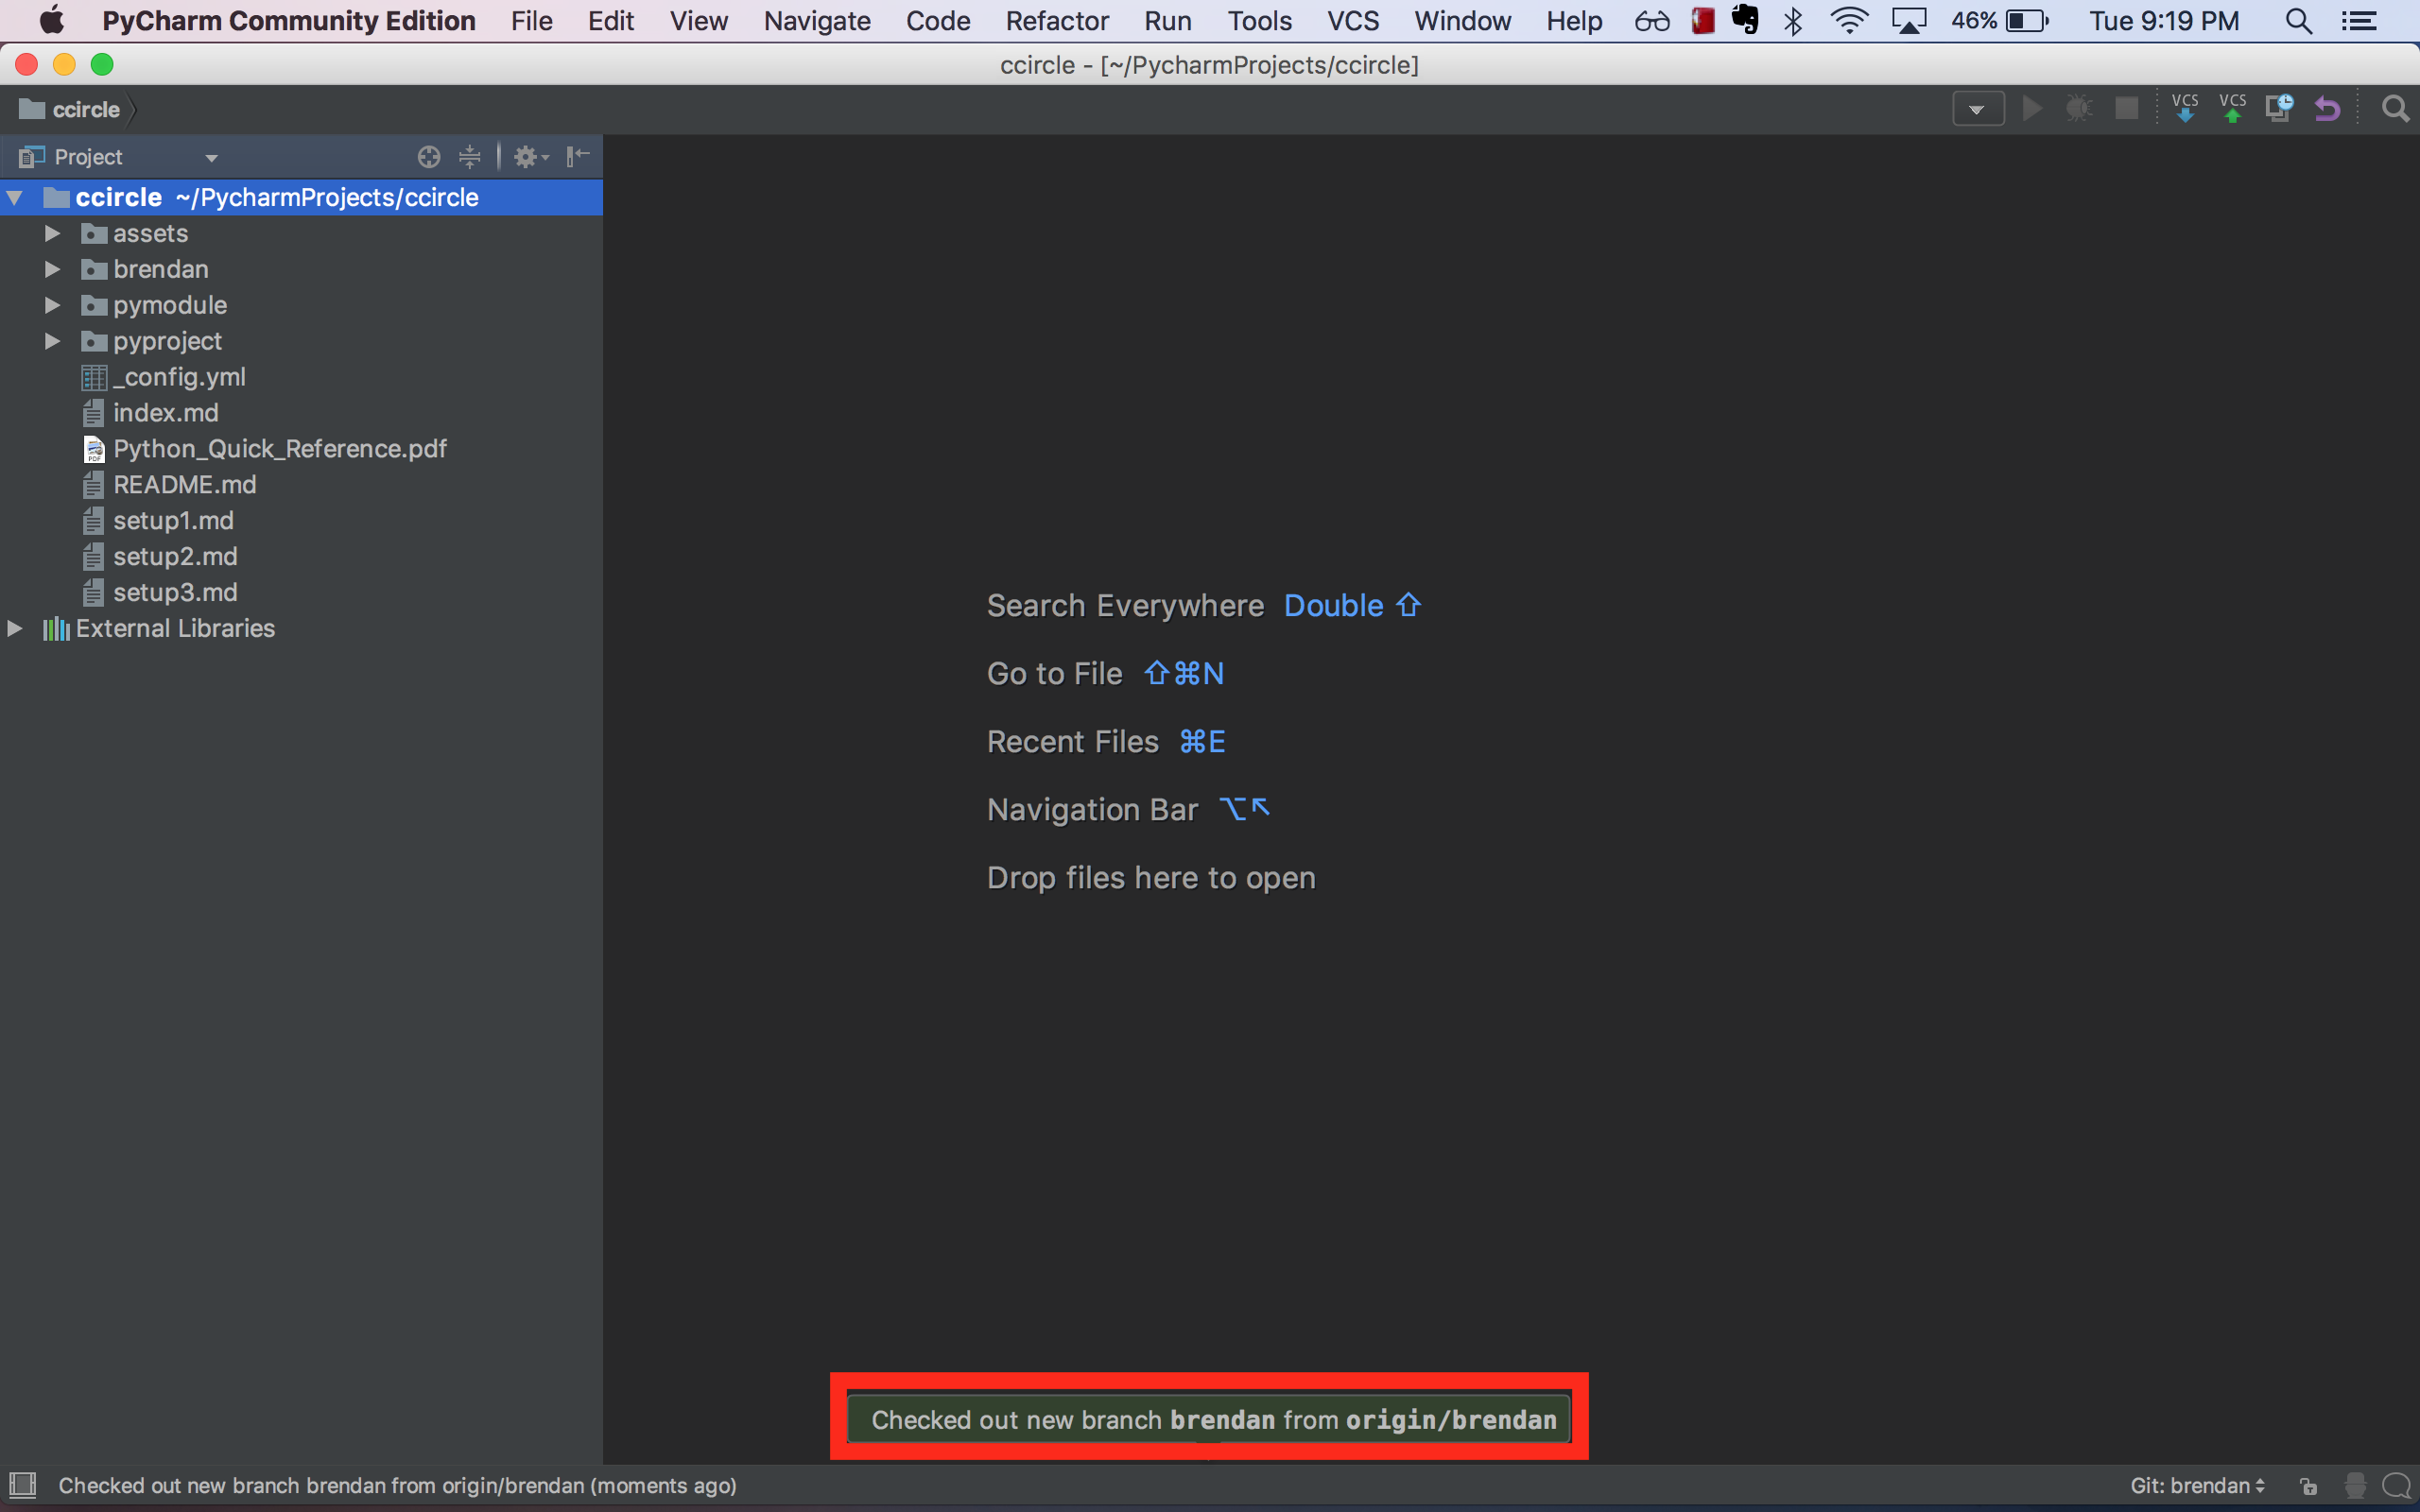 PyCharm Community Edition File Edit View Navigate Code Refactor Run Tools VCS Window Help 46% Tue 9:19 PM
ccircle - [~/PycharmProjects/ccircle]
ccircle VCS VCS
Project
ccircle ~/PycharmProjects/ccircle
assets
brendan
pymodule
pyproject
_config.yml
index.md
Python_Quick_Reference.pdf
README.md
setup1.md
setup2.md
setup3.md
External Libraries
Search Everywhere Double ⇧
Go to File ⇧⌘N
Recent Files ⌘E
Navigation Bar ⌥↖
Drop files here to open
Checked out new branch brendan from origin/brendan
Checked out new branch brendan from origin/brendan (moments ago) Git: brendan